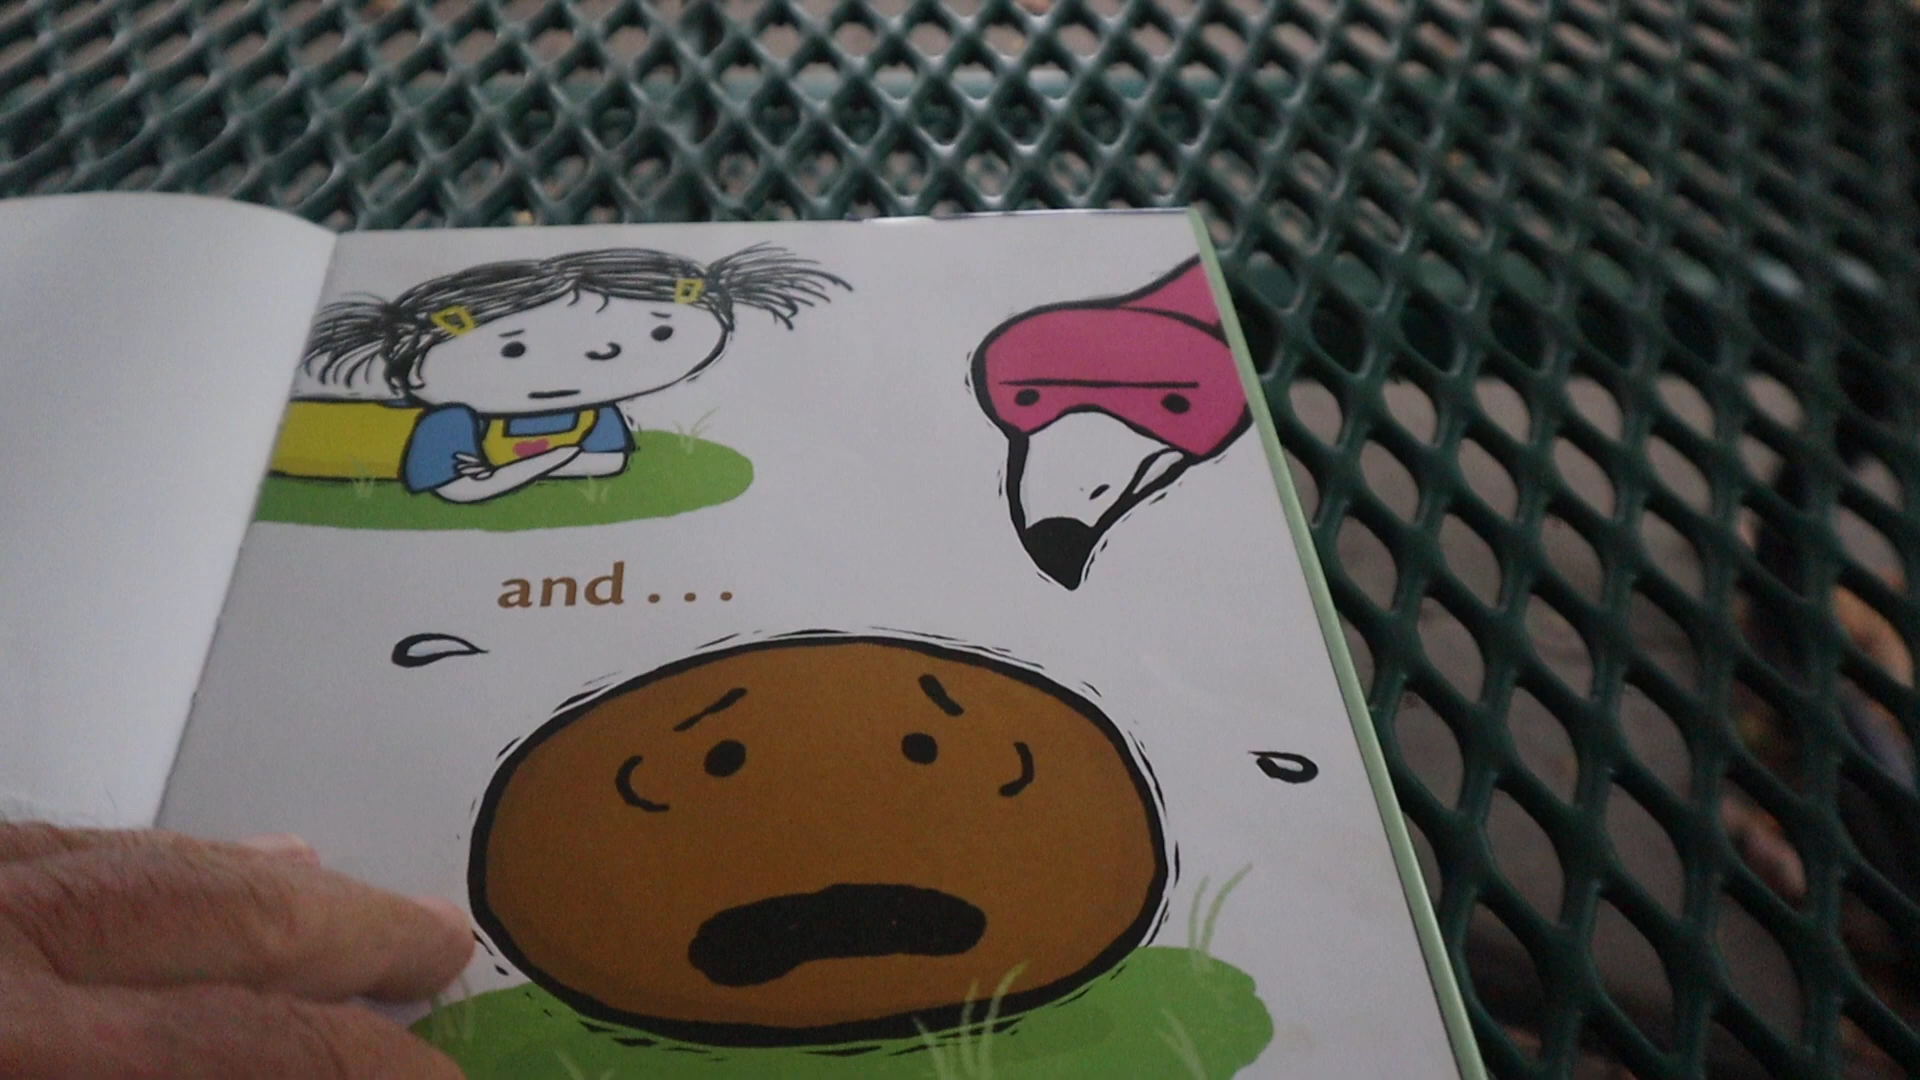 and . . .